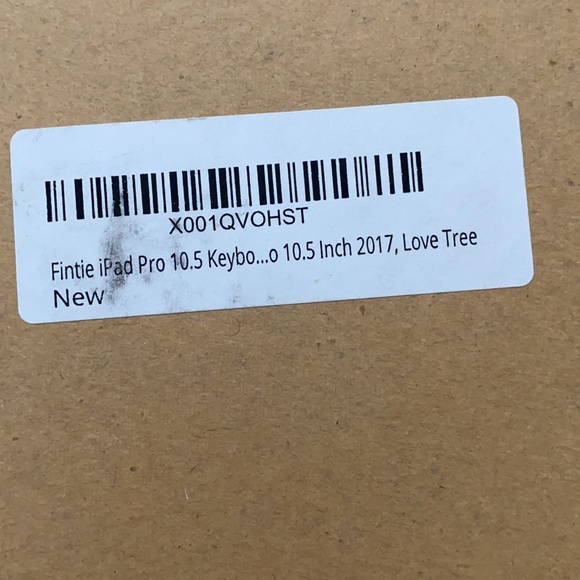 X001QVOHST
Fintie iPad Pro 10.5 Keybo...o 10.5 Inch 2017, Love Tree
New